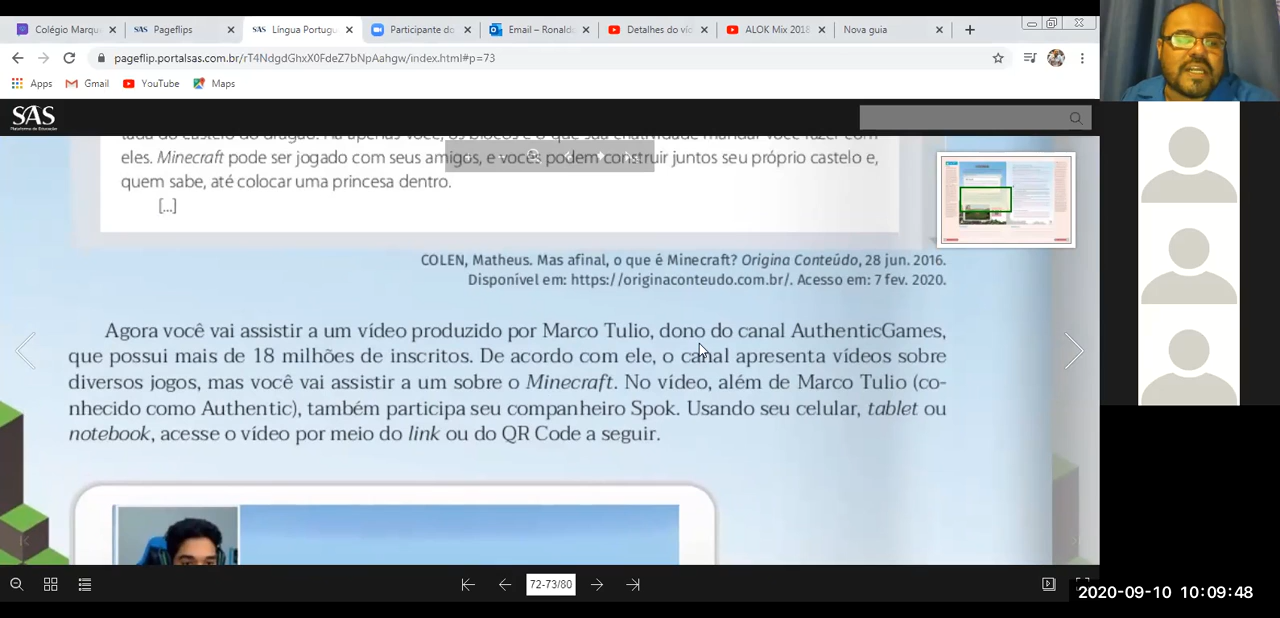 Colégio Marqu
Pageflips
Língua Portugu
Participante do
Email – Ronald
Detalhes do víd
ALOK Mix 2018
Nova guia
pageflip.portalsas.com.br/rT4NdgdGhxX0FdeZ7bNpAahgw/index.html#p=73
Apps
Gmail
YouTube
Maps
SAS
Plataforma de Educação
eles. Minecraft pode ser jogado com seus amigos, e vocês podem construir juntos seu próprio castelo e,
quem sabe, até colocar uma princesa dentro.
[...]
COLEN, Matheus. Mas afinal, o que é Minecraft? Origina Conteúdo, 28 jun. 2016.
Disponível em: https://originaconteudo.com.br/. Acesso em: 7 fev. 2020.
Agora você vai assistir a um vídeo produzido por Marco Tulio, dono do canal AuthenticGames,
que possui mais de 18 milhões de inscritos. De acordo com ele, o canal apresenta vídeos sobre
diversos jogos, mas você vai assistir a um sobre o Minecraft. No vídeo, além de Marco Tulio (co-
nhecido como Authentic), também participa seu companheiro Spok. Usando seu celular, tablet ou
notebook, acesse o vídeo por meio do link ou do QR Code a seguir.
72-73/80
2020-09-10 10:09:48